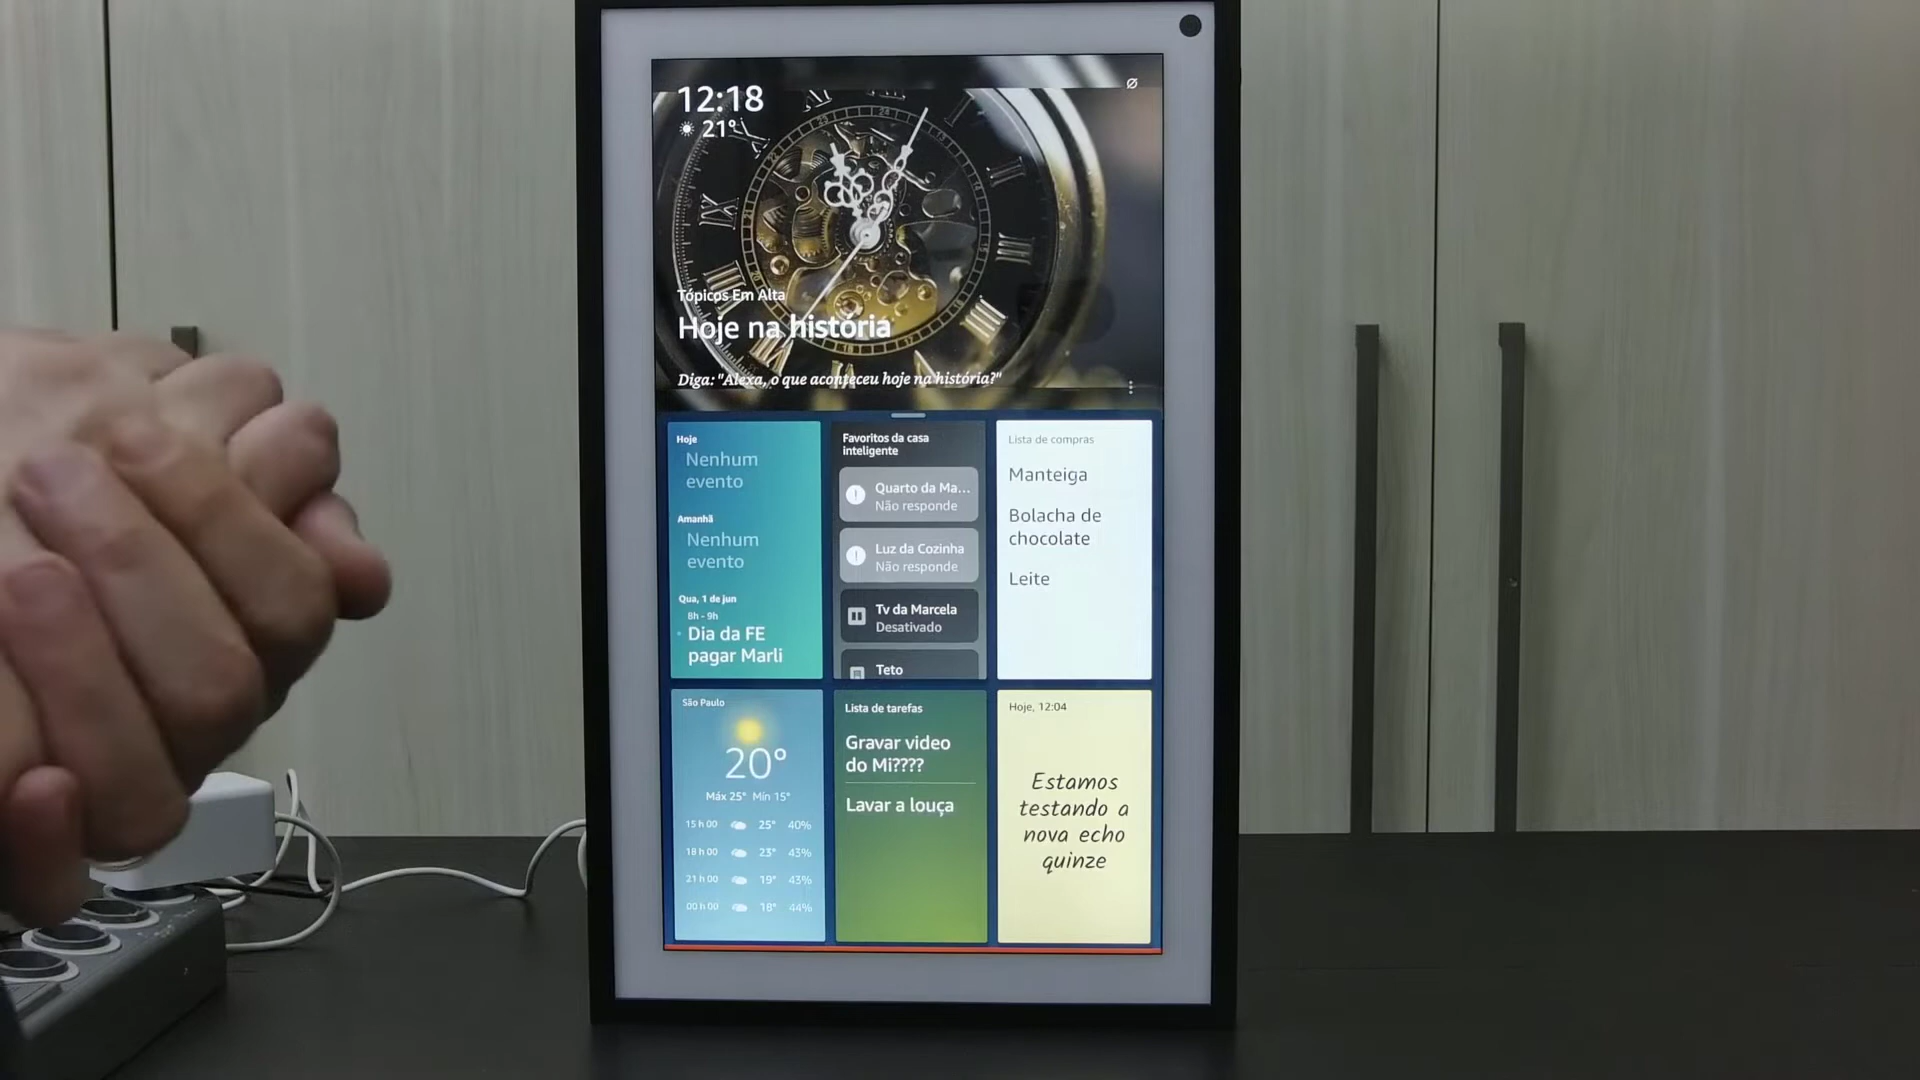 12:18
21°
Tópicos Em Alta
Hoje na história
Diga: "Alexa, o que aconteceu hoje na história?"
Hoje
Nenhum
evento
Amanhã
Nenhum
evento
Qua, 1 de jun
8h - 9h
Dia da FE
pagar Marli
Favoritos da casa
inteligente
Quarto da Ma...
Não responde
Luz da Cozinha
Não responde
Tv da Marcela
Desativado
Teto
Lista de compras
Manteiga
Bolacha de
chocolate
Leite
São Paulo
20°
Máx 25° Mín 15°
15 h 00 25° 40%
18 h 00 23° 43%
21 h 00 19° 43%
00 h 00 18° 44%
Lista de tarefas
Gravar video
do Mi????
Lavar a louça
Hoje, 12:04
Estamos
testando a
nova echo
quinze